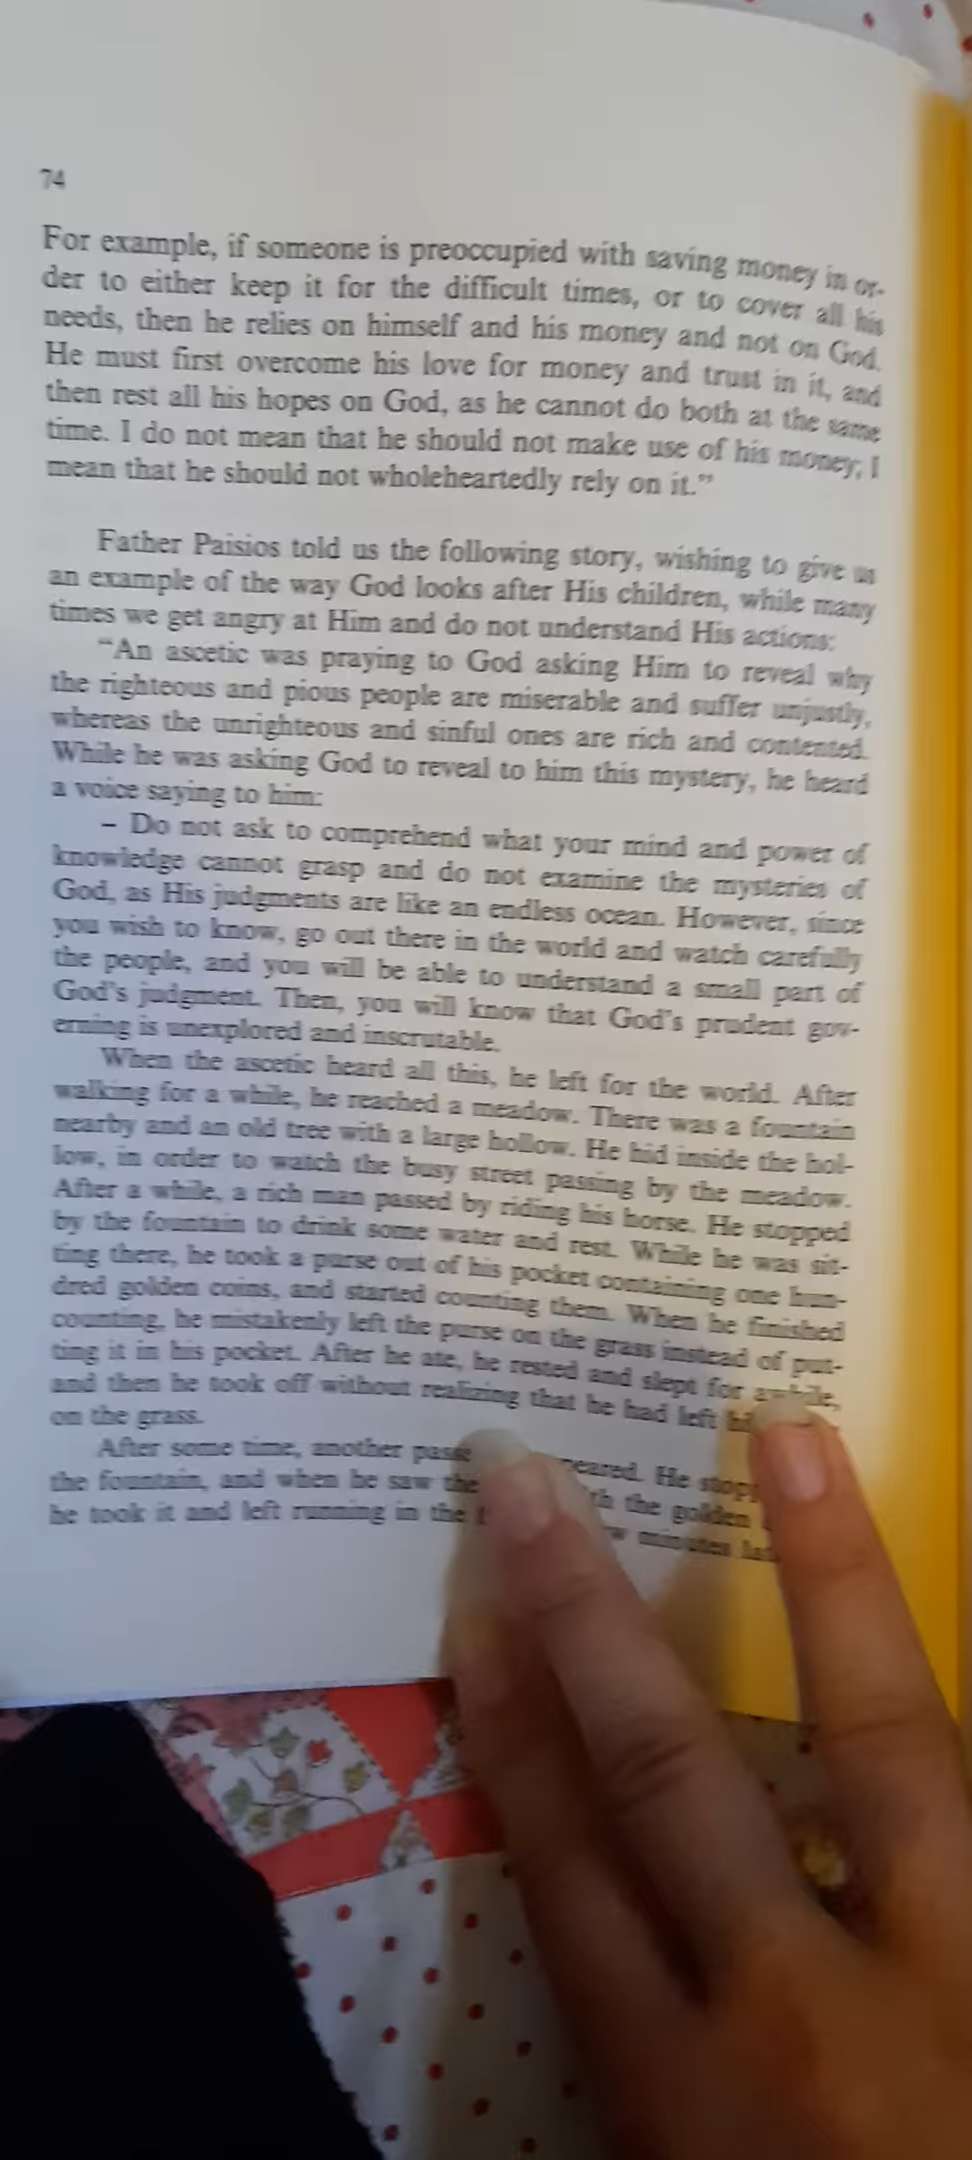 74
For example, if someone is preoccupied with saving money in or-
der to either keep it for the difficult times, or to cover all his
needs, then he relies on himself and his money and not on God.
He must first overcome his love for money and trust in it, and
then rest all his hopes on God, as he cannot do both at the same
time. I do not mean that he should not make use of his money; I
mean that he should not wholeheartedly rely on it.”
Father Paisios told us the following story, wishing to give us
an example of the way God looks after His children, while many
times we get angry at Him and do not understand His actions:
“An ascetic was praying to God asking Him to reveal why
the righteous and pious people are miserable and suffer unjustly,
whereas the unrighteous and sinful ones are rich and contented.
While he was asking God to reveal to him this mystery, he heard
a voice saying to him:
– Do not ask to comprehend what your mind and power of
knowledge cannot grasp and do not examine the mysteries of
God, as His judgments are like an endless ocean. However, since
you wish to know, go out there in the world and watch carefully
the people, and you will be able to understand a small part of
God's judgment. Then, you will know that God's prudent gov-
erning is unexplored and inscrutable.
When the ascetic heard all this, he left for the world. After
walking for a while, he reached a meadow. There was a fountain
nearby and an old tree with a large hollow. He hid inside the hol-
low, in order to watch the busy street passing by the meadow.
After a while, a rich man passed by riding his horse. He stopped
by the fountain to drink some water and rest. While he was sit-
ting there, he took a purse out of his pocket containing one hun-
dred golden coins, and started counting them. When he finished
counting, he mistakenly left the purse on the grass instead of put-
ting it in his pocket. After he ate, he rested and slept for awhile,
and then he took off without realizing that he had left
on the grass.
After some time, another He
the fountain, and when he saw the the golden
he took it and left running in the minutes